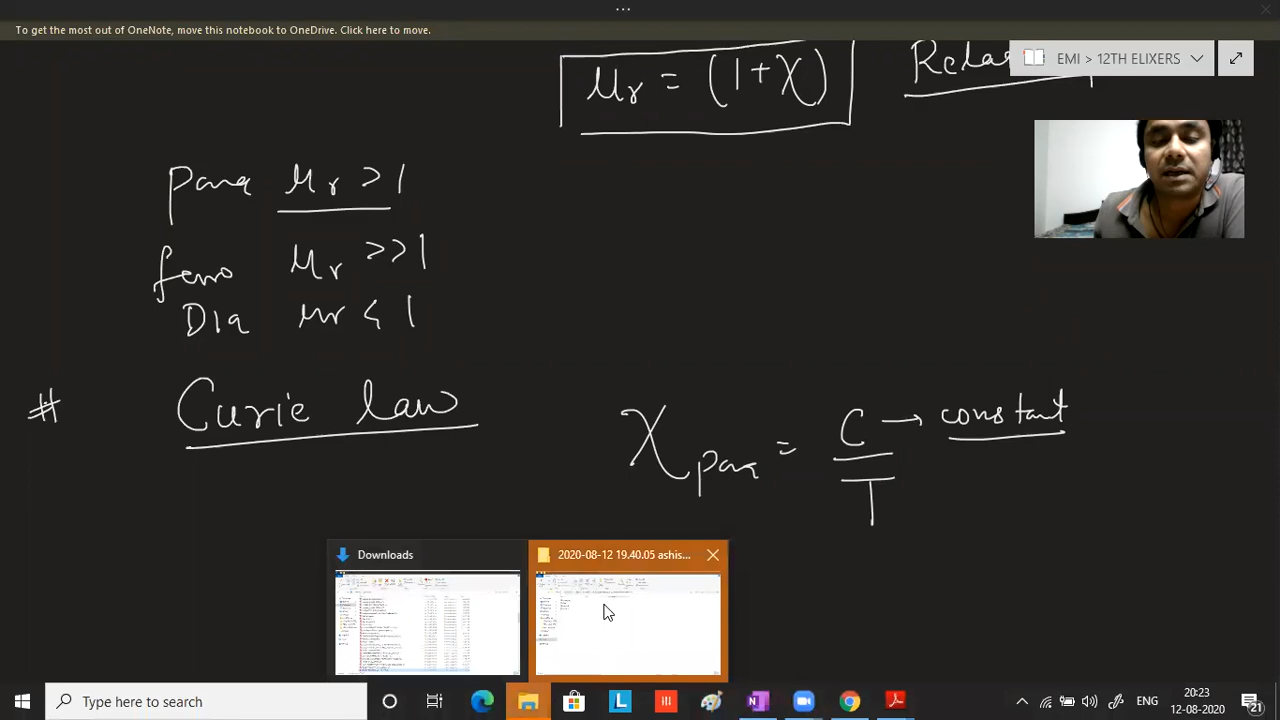 To get the most out of OneNote, move this notebook to OneDrive. Click here to move.
EMI > 12TH ELIXERS
μr = (1+χ)
Para μr > 1
ferro μr >> 1
Dia μr < 1
# Curie law
χpara = C/T → constant
Downloads
2020-08-12 19.40.05 ashis...
Type here to search
ENG
20:23
12-08-2020
21